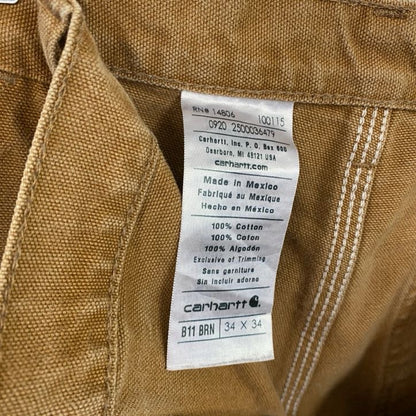 RN# 14806 100115
0920 2500036479
Carhartt, Inc. P. O. Box 600
Dearborn, MI 48121 USA
carhartt.com
Made in Mexico
Fabriqué au Mexique
Hecho en México
100% Cotton
100% Coton
100% Algodón
Exclusive of Trimming
Sans garniture
Sin incluir adornos
carhartt
B11 BRN 34 X 34